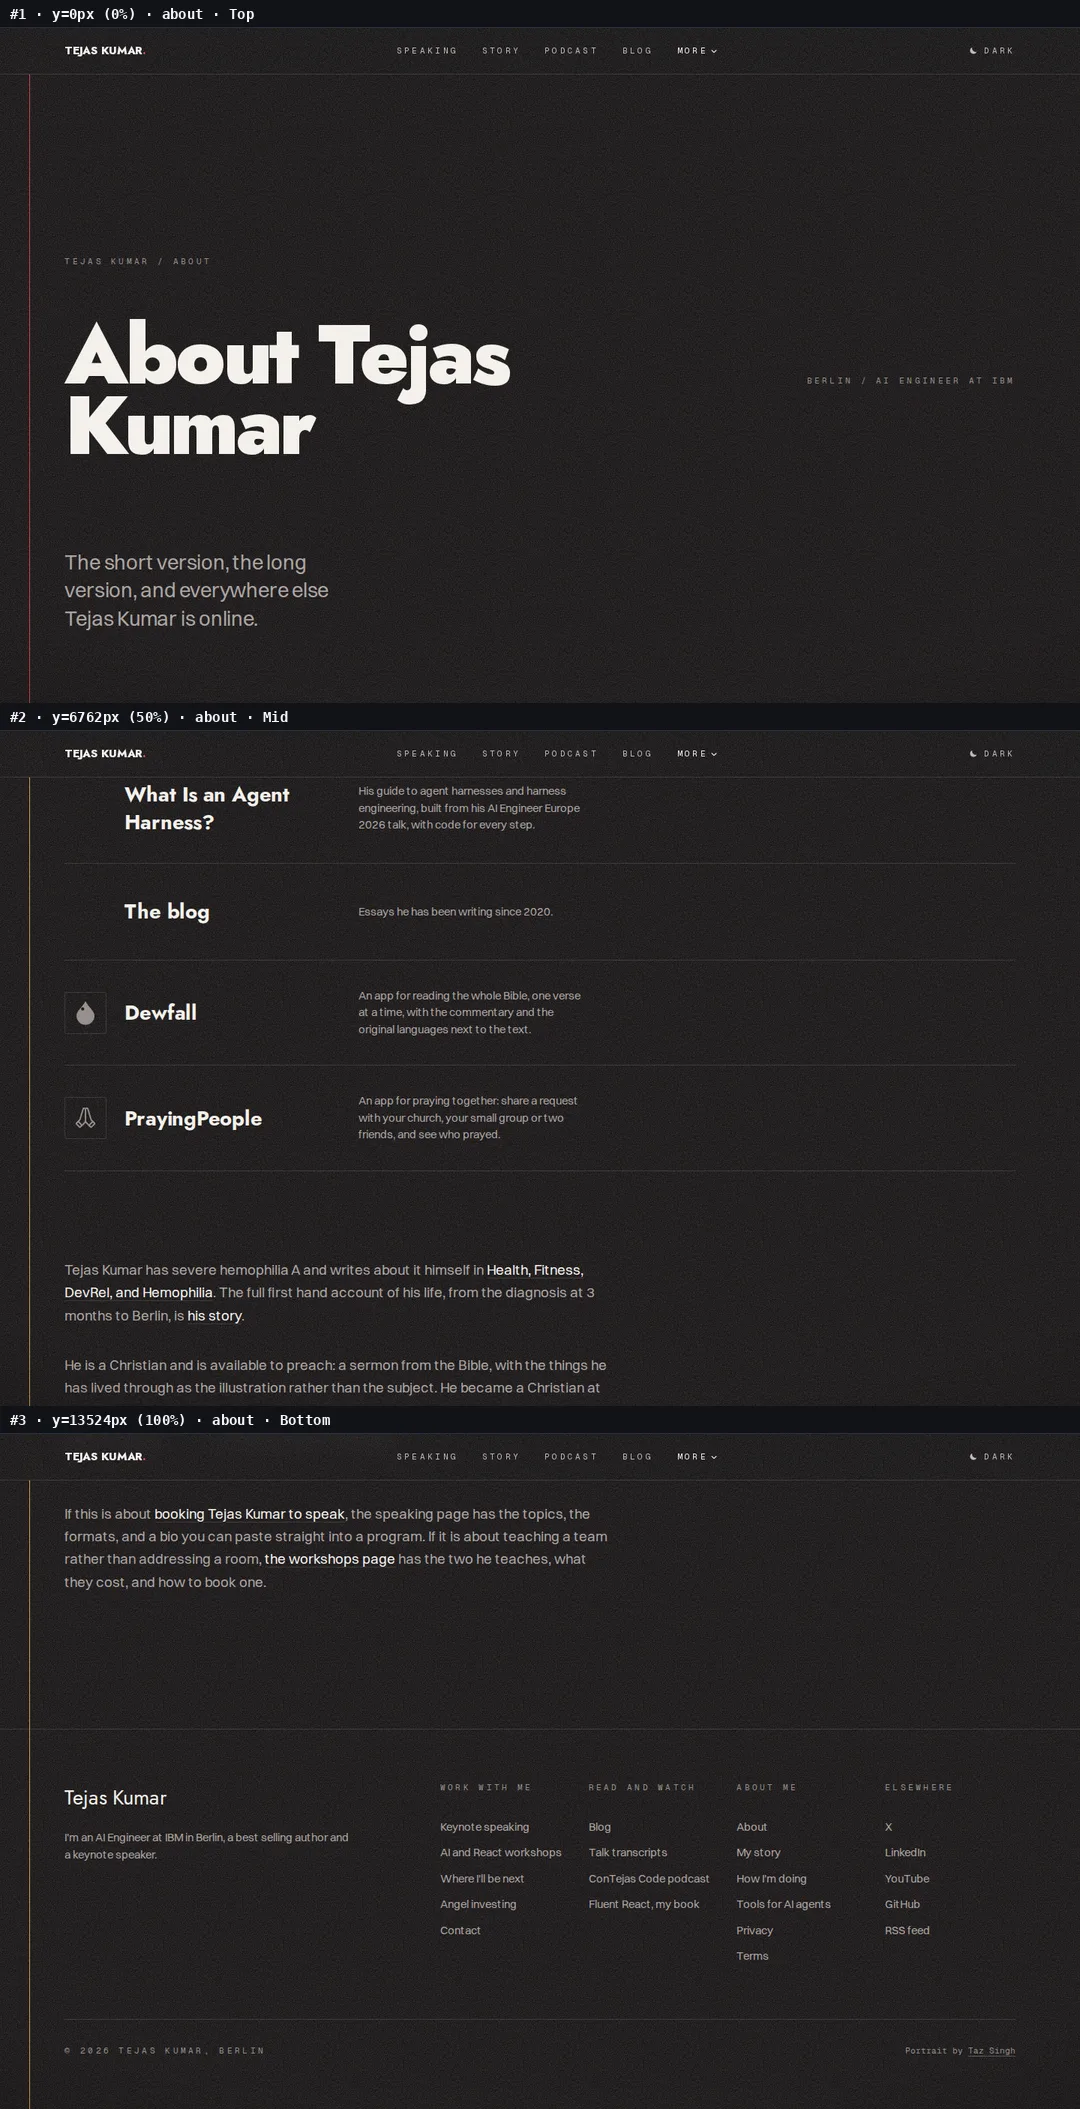 #1 · y=0px (0%) · about · Top
TEJAS KUMAR.
SPEAKING STORY PODCAST BLOG MORE
DARK
TEJAS KUMAR / ABOUT
About Tejas
Kumar
BERLIN / AI ENGINEER AT IBM
The short version, the long
version, and everywhere else
Tejas Kumar is online.
#2 · y=6762px (50%) · about · Mid
TEJAS KUMAR.
SPEAKING STORY PODCAST BLOG MORE
DARK
What Is an Agent
Harness?
His guide to agent harnesses and harness
engineering, built from his AI Engineer Europe
2026 talk, with code for every step.
The blog
Essays he has been writing since 2020.
Dewfall
An app for reading the whole Bible, one verse
at a time, with the commentary and the
original languages next to the text.
PrayingPeople
An app for praying together: share a request
with your church, your small group or two
friends, and see who prayed.
Tejas Kumar has severe hemophilia A and writes about it himself in Health, Fitness,
DevRel, and Hemophilia. The full first hand account of his life, from the diagnosis at 3
months to Berlin, is his story.
He is a Christian and is available to preach: a sermon from the Bible, with the things he
has lived through as the illustration rather than the subject. He became a Christian at
#3 · y=13524px (100%) · about · Bottom
TEJAS KUMAR.
SPEAKING STORY PODCAST BLOG MORE
DARK
If this is about booking Tejas Kumar to speak, the speaking page has the topics, the
formats, and a bio you can paste straight into a program. If it is about teaching a team
rather than addressing a room, the workshops page has the two he teaches, what
they cost, and how to book one.
Tejas Kumar
I'm an AI Engineer at IBM in Berlin, a best selling author and
a keynote speaker.
WORK WITH ME
Keynote speaking
AI and React workshops
Where I'll be next
Angel investing
Contact
READ AND WATCH
Blog
Talk transcripts
ConTejas Code podcast
Fluent React, my book
ABOUT ME
About
My story
How I'm doing
Tools for AI agents
Privacy
Terms
ELSEWHERE
X
LinkedIn
YouTube
GitHub
RSS feed
© 2026 TEJAS KUMAR, BERLIN
Portrait by Taz Singh